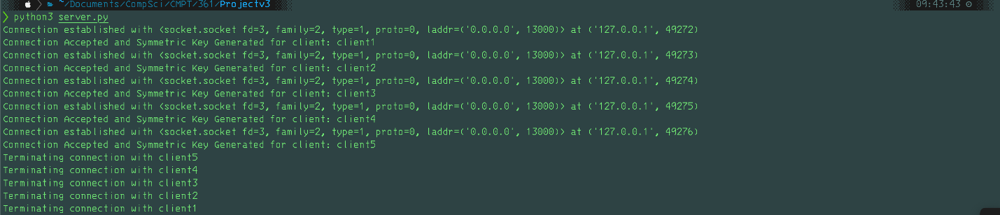 ~/Documents/CompSci/CMPT/361/Projectv3 09:43:43
❯ python3 server.py
Connection established with <socket.socket fd=3, family=2, type=1, proto=0, laddr=('0.0.0.0', 13000)> at ('127.0.0.1', 49272)
Connection Accepted and Symmetric Key Generated for client: client1
Connection established with <socket.socket fd=3, family=2, type=1, proto=0, laddr=('0.0.0.0', 13000)> at ('127.0.0.1', 49273)
Connection Accepted and Symmetric Key Generated for client: client2
Connection established with <socket.socket fd=3, family=2, type=1, proto=0, laddr=('0.0.0.0', 13000)> at ('127.0.0.1', 49274)
Connection Accepted and Symmetric Key Generated for client: client3
Connection established with <socket.socket fd=3, family=2, type=1, proto=0, laddr=('0.0.0.0', 13000)> at ('127.0.0.1', 49275)
Connection Accepted and Symmetric Key Generated for client: client4
Connection established with <socket.socket fd=3, family=2, type=1, proto=0, laddr=('0.0.0.0', 13000)> at ('127.0.0.1', 49276)
Connection Accepted and Symmetric Key Generated for client: client5
Terminating connection with client5
Terminating connection with client4
Terminating connection with client3
Terminating connection with client2
Terminating connection with client1